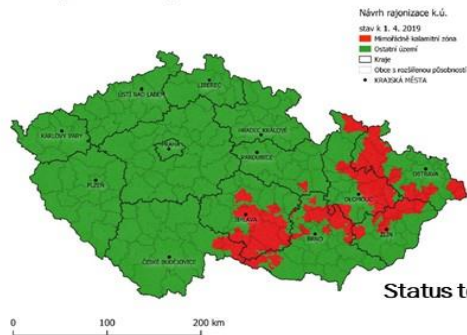 Návrh rajonizace k.ú.
stav k 1. 4. 2019
Mimořádně kalamitní zóna
Ostatní území
Kraje
Obce s rozšířenou působností
KRAJSKÁ MĚSTA
LIBEREC
ÚSTÍ NAD LABEM
KARLOVY VARY
HRADEC KRÁLOVÉ
PRAHA
PARDUBICE
OSTRAVA
PLZEŇ
OLOMOUC
JIHLAVA
ZLÍN
BRNO
ČESKÉ BUDĚJOVICE
Status t
0 100 200 km